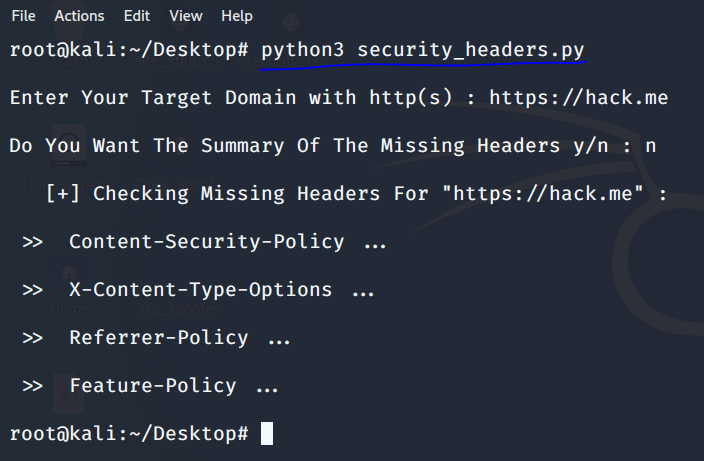 File Actions Edit View Help
root@kali:~/Desktop# python3 security_headers.py
Enter Your Target Domain with http(s) : https://hack.me
Do You Want The Summary Of The Missing Headers y/n : n
[+] Checking Missing Headers For "https://hack.me" :
>> Content-Security-Policy ...
>> X-Content-Type-Options ...
>> Referrer-Policy ...
>> Feature-Policy ...
root@kali:~/Desktop#